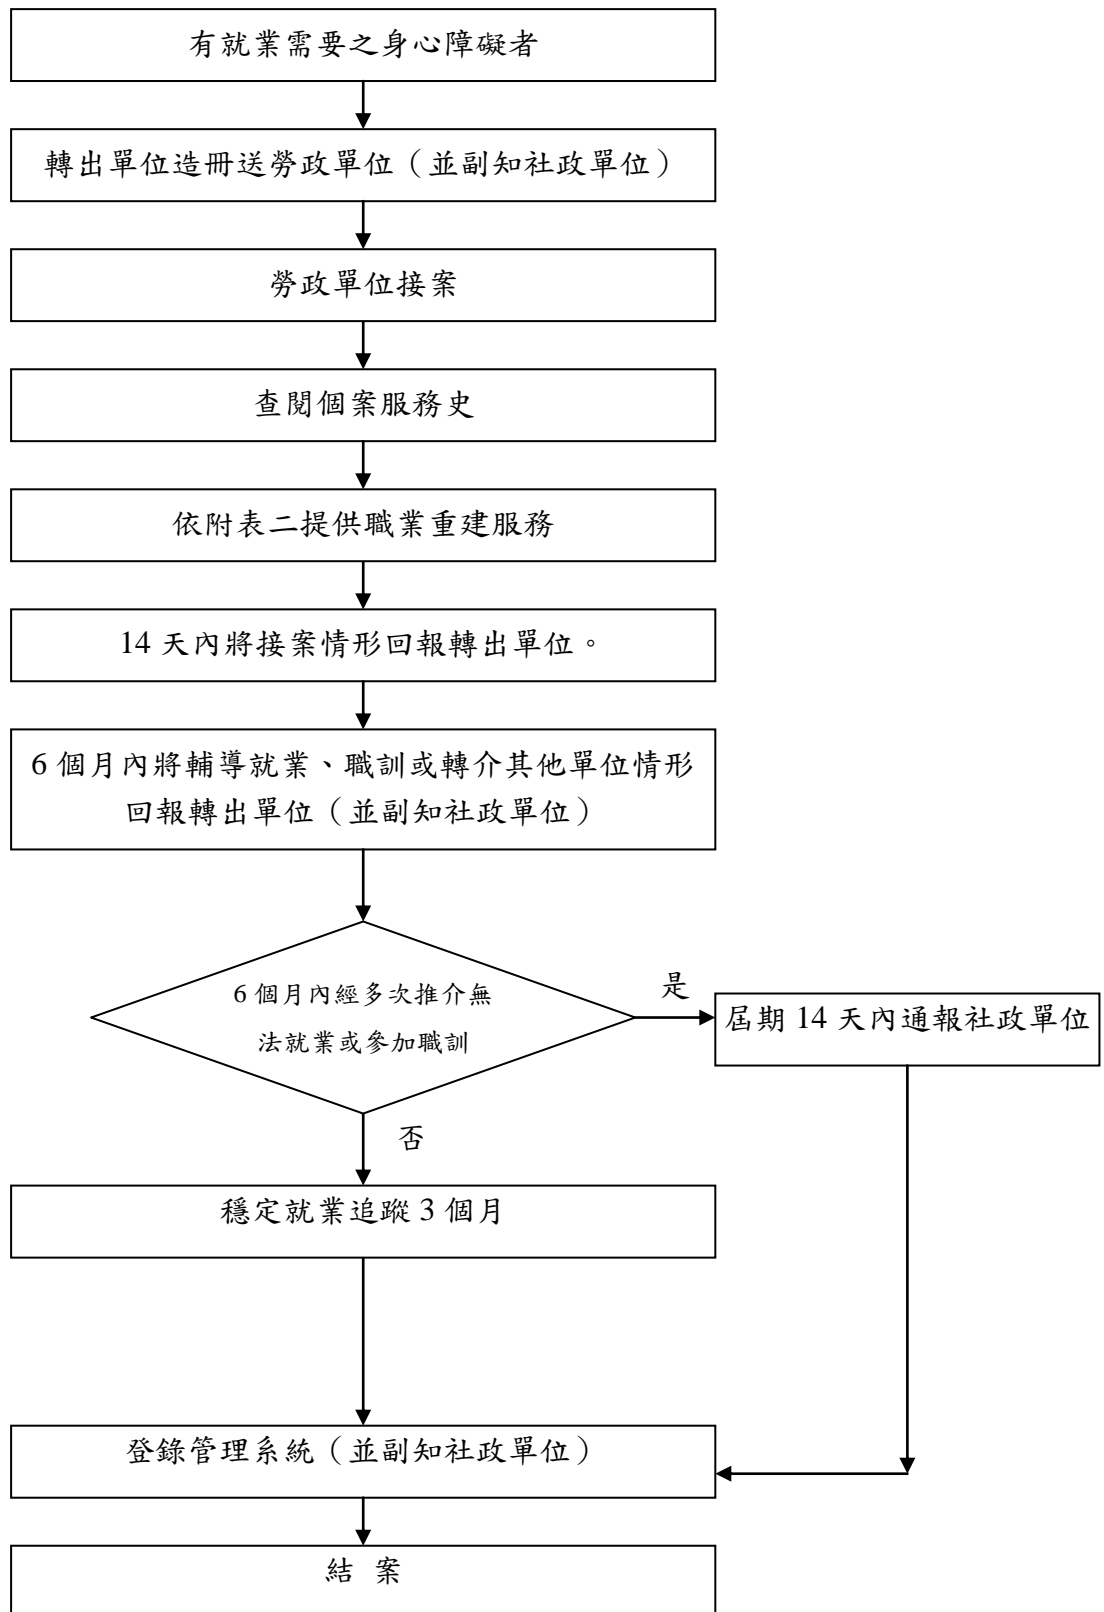 有就業需要之身心障礙者
轉出單位造冊送勞政單位（並副知社政單位）
勞政單位接案
查閱個案服務史
依附表二提供職業重建服務
14 天內將接案情形回報轉出單位。
6 個月內將輔導就業、職訓或轉介其他單位情形
回報轉出單位（並副知社政單位）
6 個月內經多次推介無
法就業或參加職訓
是
屆期 14 天內通報社政單位
否
穩定就業追蹤 3 個月
登錄管理系統（並副知社政單位）
結 案